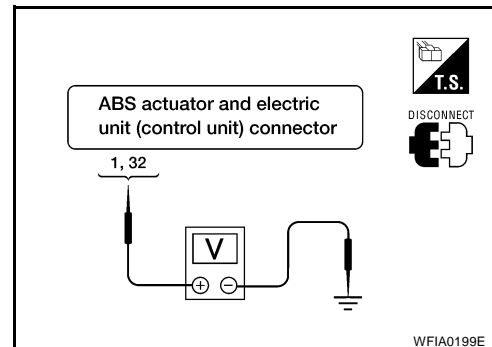 T.S.
DISCONNECT
ABS actuator and electric
unit (control unit) connector
1, 32
V
+ −
WFIA0199E